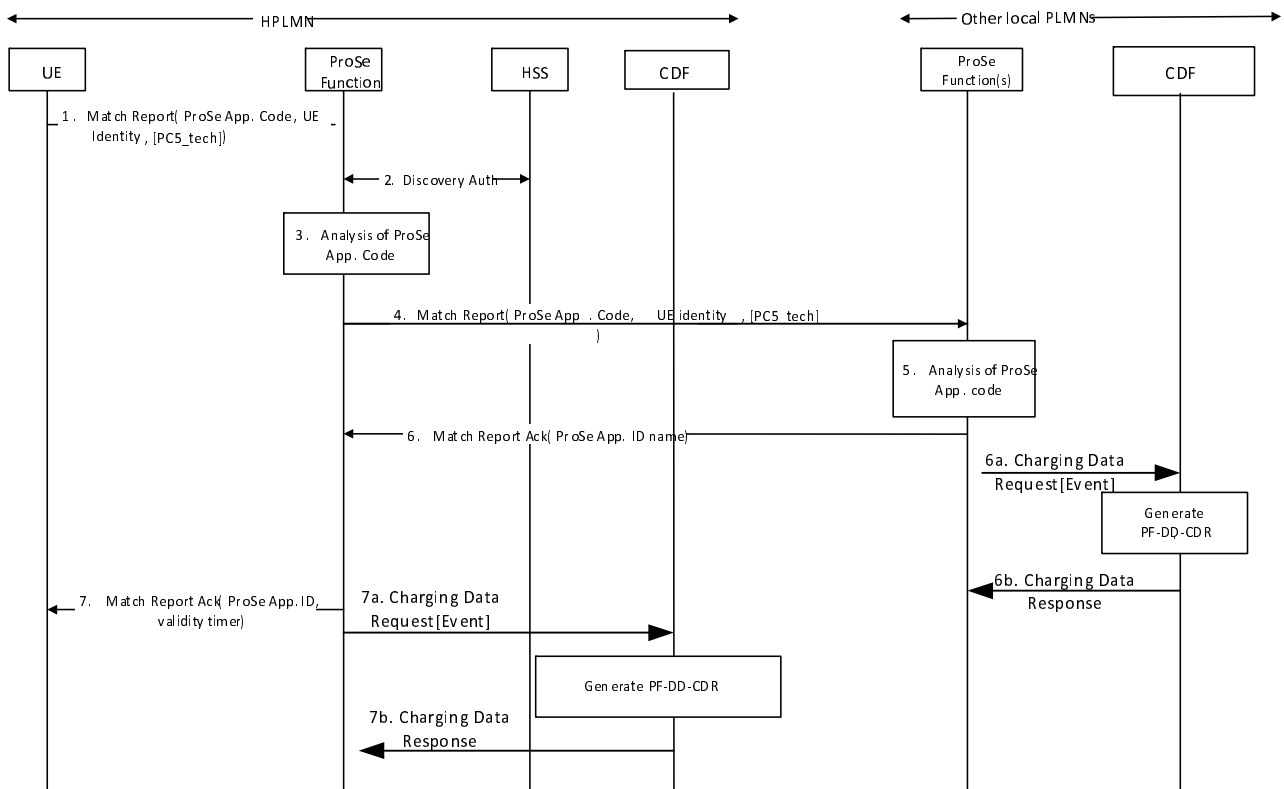 HPLMN
Other local PLMNs
UE
ProSe
Function
HSS
CDF
ProSe
Function(s)
CDF
1. Match Report( ProSe App. Code, UE
Identity , [PC5_tech])
2. Discovery Auth
3. Analysis of ProSe
App. Code
4. Match Report( ProSe App . Code, UE identity , [PC5_tech]
)
5. Analysis of ProSe
App. code
6. Match Report Ack( ProSe App. ID name)
6a. Charging Data
Request[Event]
Generate
PF-DD-CDR
6b. Charging Data
Response
7. Match Report Ack( ProSe App. ID,
validity timer)
7a. Charging Data
Request[Event]
Generate PF-DD-CDR
7b. Charging Data
Response